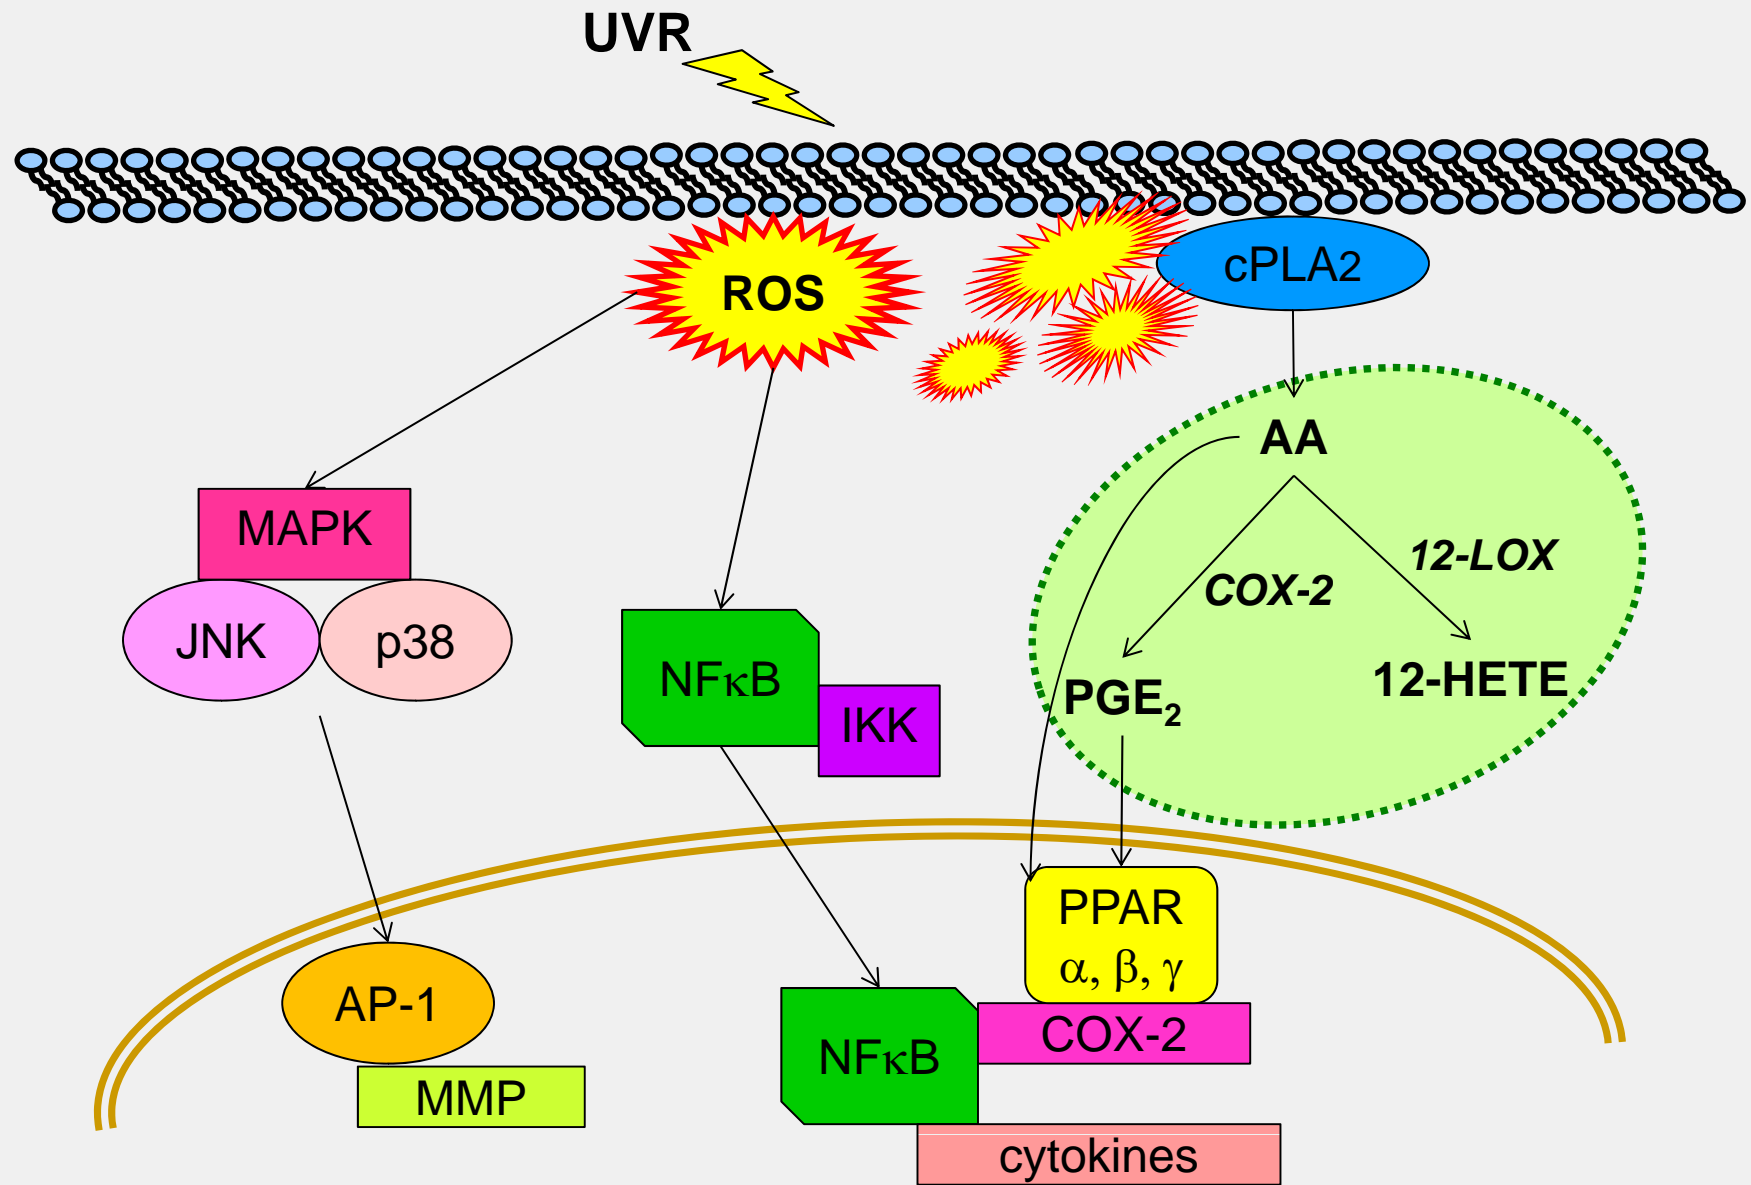 UVR
ROS
cPLA2
AA
MAPK
12-LOX
COX-2
JNK
p38
NFκB
IKK
PGE₂
12-HETE
PPAR
α, β, γ
AP-1
COX-2
NFκB
MMP
cytokines